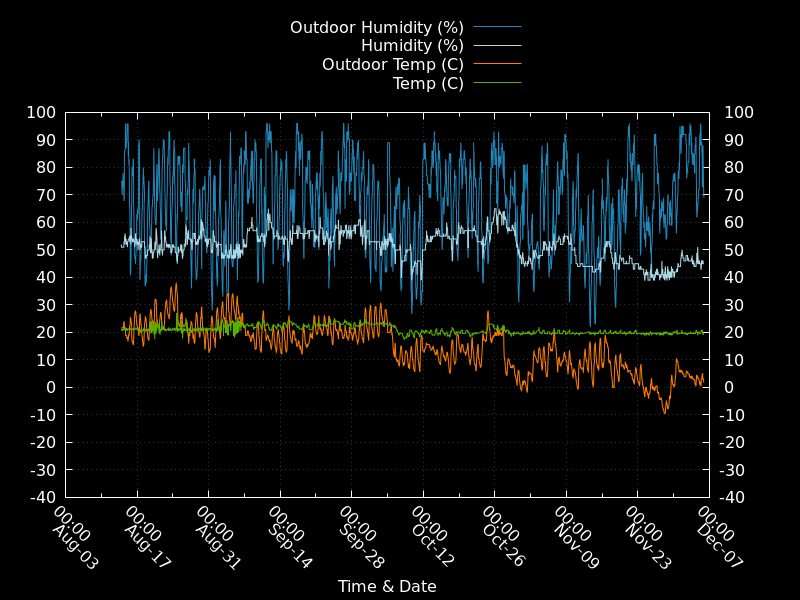 Outdoor Humidity (%)
Humidity (%)
Outdoor Temp (C)
Temp (C)
100 100
90 90
80 80
70 70
60 60
50 50
40 40
30 30
20 20
10 10
0 0
-10 -10
-20 -20
-30 -30
-40 -40
00:00 00:00 00:00 00:00 00:00 00:00 00:00 00:00 00:00 00:00
Aug-03 Aug-17 Aug-31 Sep-14 Sep-28 Oct-12 Oct-26 Nov-09 Nov-23 Dec-07
Time & Date